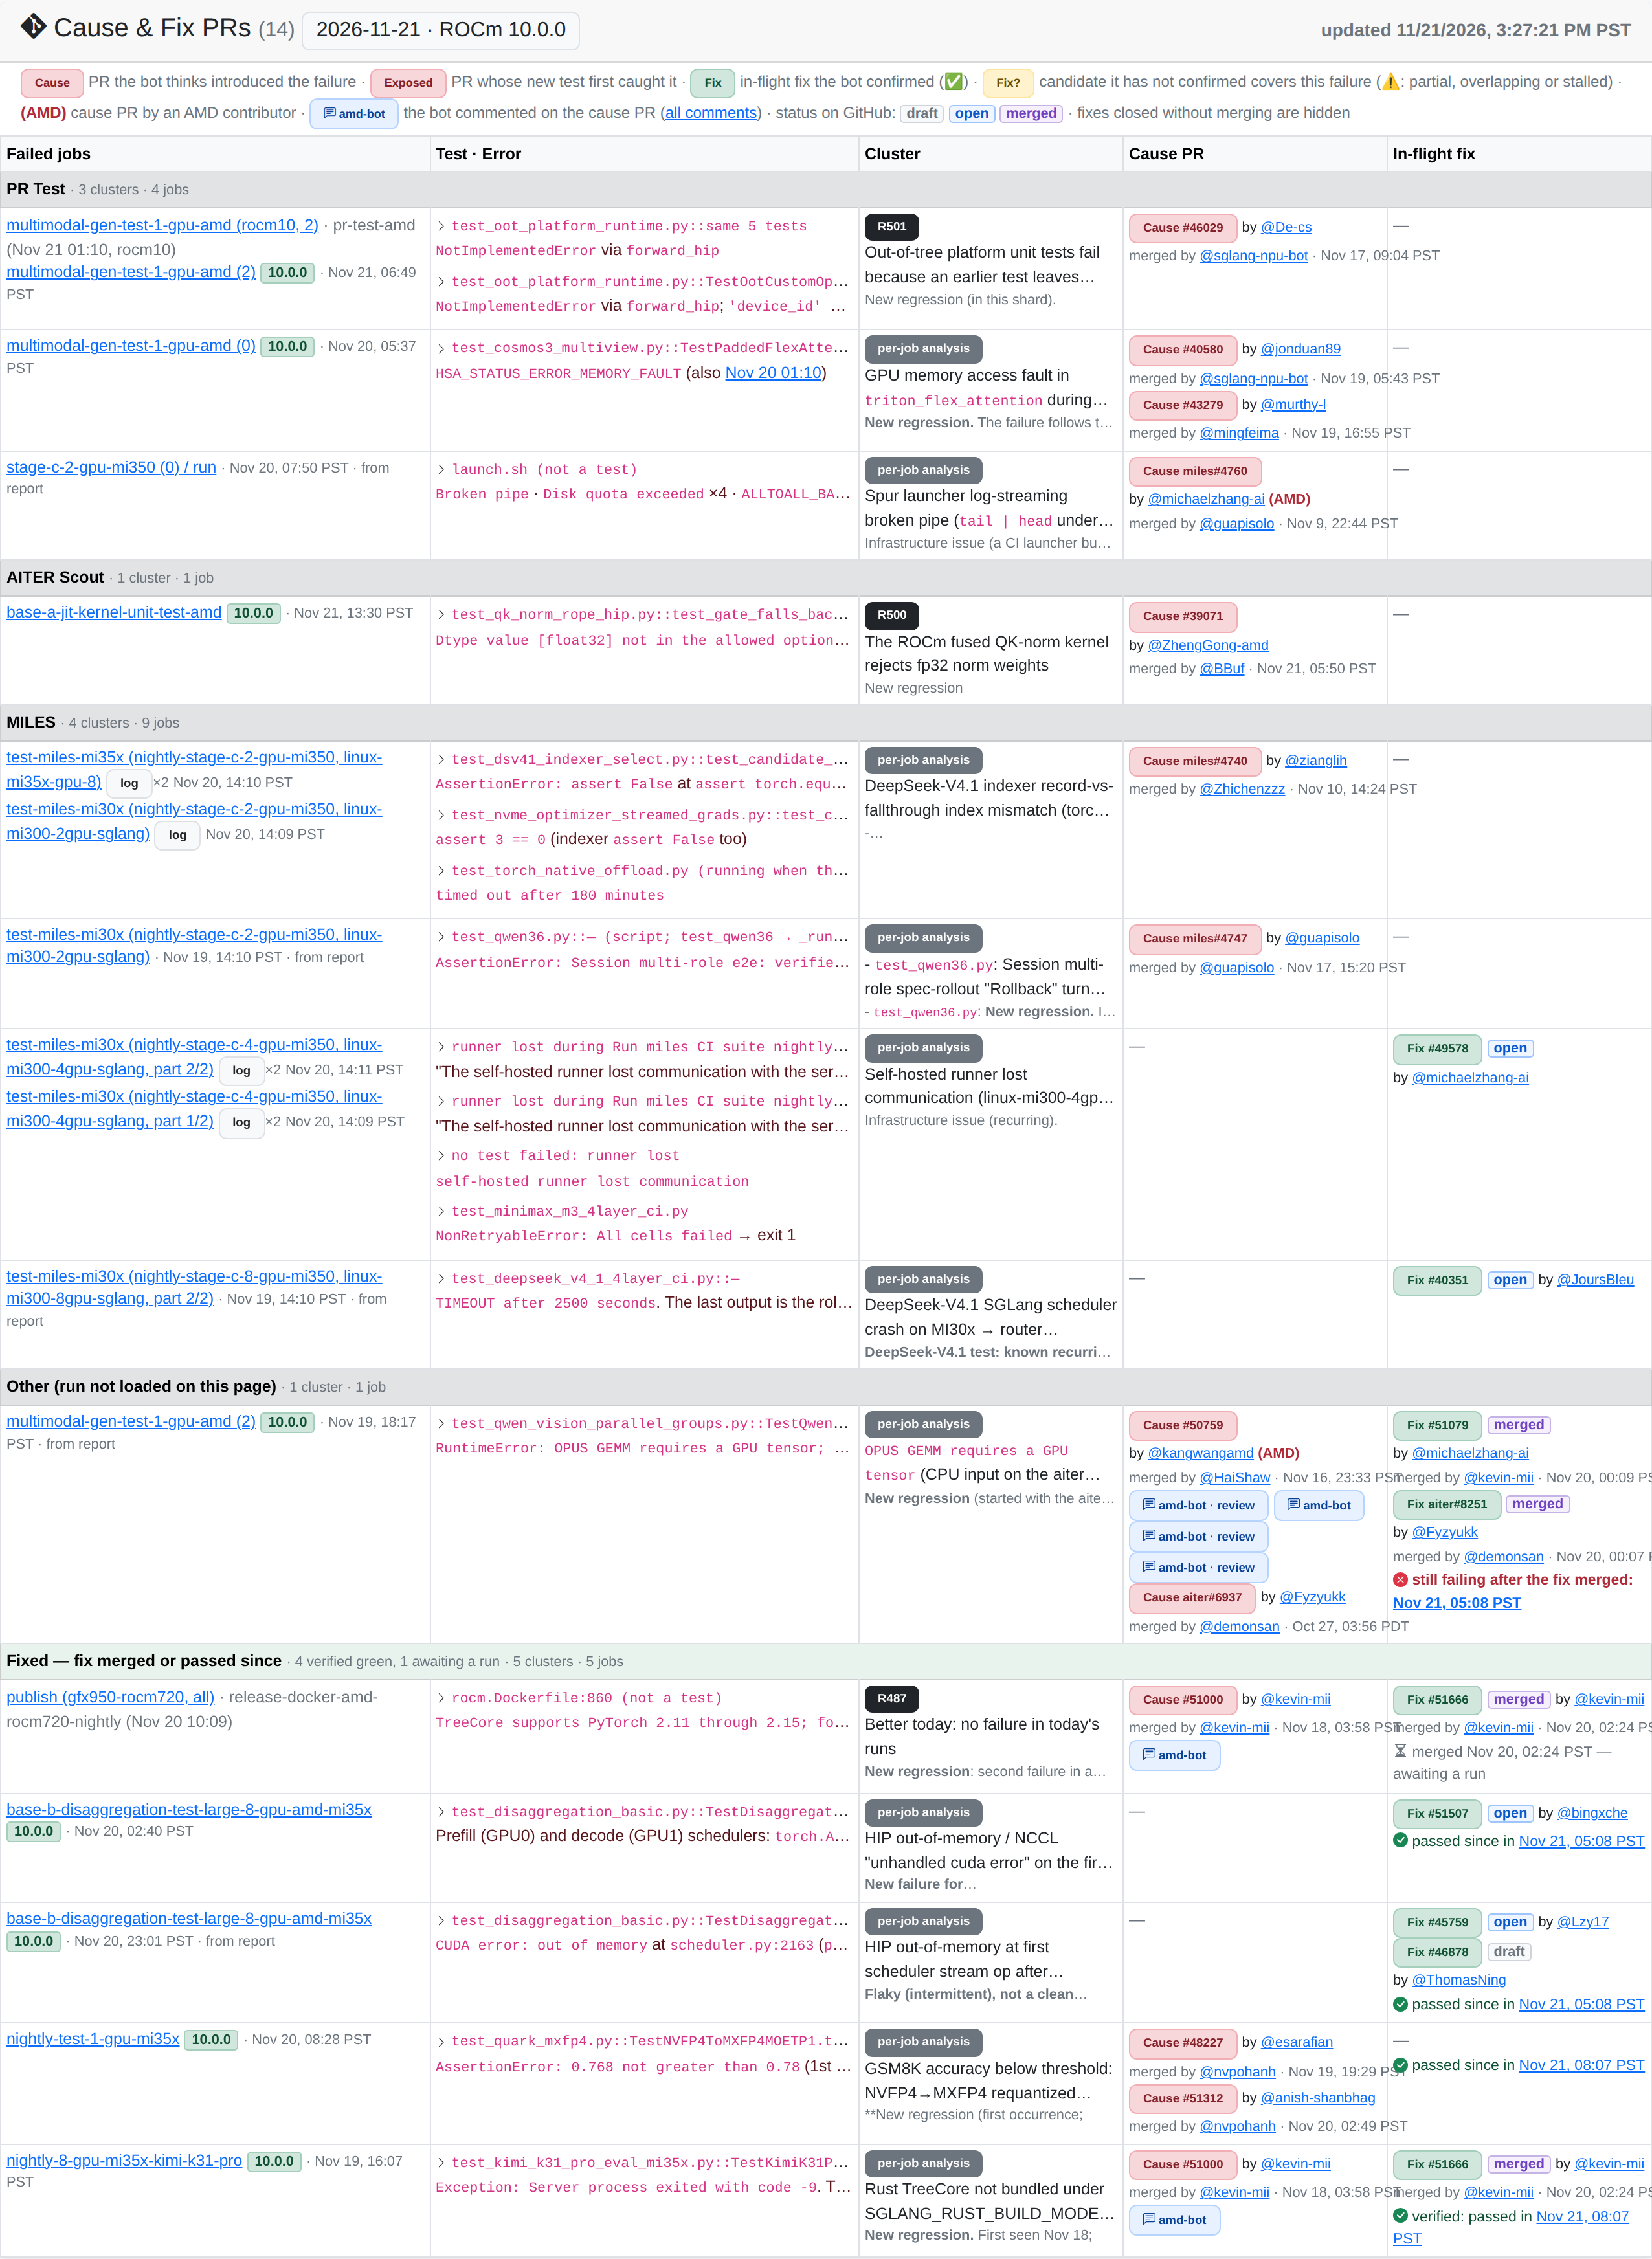 Cause & Fix PRs (14) 2026-11-21 · ROCm 10.0.0
updated 11/21/2026, 3:27:21 PM PST
Cause PR the bot thinks introduced the failure · Exposed PR whose new test first caught it · Fix in-flight fix the bot confirmed (✅) · Fix? candidate it has not confirmed covers this failure (⚠️: partial, overlapping or stalled) ·
(AMD) cause PR by an AMD contributor · amd-bot the bot commented on the cause PR (all comments) · status on GitHub: draft open merged · fixes closed without merging are hidden
Failed jobs
Test · Error
Cluster
Cause PR
In-flight fix
PR Test · 3 clusters · 4 jobs
multimodal-gen-test-1-gpu-amd (rocm10, 2) · pr-test-amd
(Nov 21 01:10, rocm10)
multimodal-gen-test-1-gpu-amd (2) 10.0.0 · Nov 21, 06:49
PST
> test_oot_platform_runtime.py::same 5 tests
NotImplementedError via forward_hip
> test_oot_platform_runtime.py::TestOotCustomOp…
NotImplementedError via forward_hip; 'device_id' …
R501
Out-of-tree platform unit tests fail
because an earlier test leaves…
New regression (in this shard).
Cause #46029 by @De-cs
merged by @sglang-npu-bot · Nov 17, 09:04 PST
—
multimodal-gen-test-1-gpu-amd (0) 10.0.0 · Nov 20, 05:37
PST
> test_cosmos3_multiview.py::TestPaddedFlexAtte…
HSA_STATUS_ERROR_MEMORY_FAULT (also Nov 20 01:10)
per-job analysis
GPU memory access fault in
triton_flex_attention during…
New regression. The failure follows t…
Cause #40580 by @jonduan89
merged by @sglang-npu-bot · Nov 19, 05:43 PST
Cause #43279 by @murthy-l
merged by @mingfeima · Nov 19, 16:55 PST
—
stage-c-2-gpu-mi350 (0) / run · Nov 20, 07:50 PST · from
report
> launch.sh (not a test)
Broken pipe · Disk quota exceeded ×4 · ALLTOALL_BA…
per-job analysis
Spur launcher log-streaming
broken pipe (tail | head under…
Infrastructure issue (a CI launcher bu…
Cause miles#4760
by @michaelzhang-ai (AMD)
merged by @guapisolo · Nov 9, 22:44 PST
—
AITER Scout · 1 cluster · 1 job
base-a-jit-kernel-unit-test-amd 10.0.0 · Nov 21, 13:30 PST
> test_qk_norm_rope_hip.py::test_gate_falls_bac…
Dtype value [float32] not in the allowed option…
R500
The ROCm fused QK-norm kernel
rejects fp32 norm weights
New regression
Cause #39071
by @ZhengGong-amd
merged by @BBuf · Nov 21, 05:50 PST
—
MILES · 4 clusters · 9 jobs
test-miles-mi35x (nightly-stage-c-2-gpu-mi350, linux-
mi35x-gpu-8) log ×2 Nov 20, 14:10 PST
test-miles-mi30x (nightly-stage-c-2-gpu-mi350, linux-
mi300-2gpu-sglang) log Nov 20, 14:09 PST
> test_dsv41_indexer_select.py::test_candidate_…
AssertionError: assert False at assert torch.equ…
> test_nvme_optimizer_streamed_grads.py::test_c…
assert 3 == 0 (indexer assert False too)
> test_torch_native_offload.py (running when th…
timed out after 180 minutes
per-job analysis
DeepSeek-V4.1 indexer record-vs-
fallthrough index mismatch (torc…
-…
Cause miles#4740 by @zianglih
merged by @Zhichenzzz · Nov 10, 14:24 PST
—
test-miles-mi30x (nightly-stage-c-2-gpu-mi350, linux-
mi300-2gpu-sglang) · Nov 19, 14:10 PST · from report
> test_qwen36.py::— (script; test_qwen36 → _run…
AssertionError: Session multi-role e2e: verifie…
per-job analysis
- test_qwen36.py: Session multi-
role spec-rollout "Rollback" turn…
- test_qwen36.py: New regression. I…
Cause miles#4747 by @guapisolo
merged by @guapisolo · Nov 17, 15:20 PST
—
test-miles-mi30x (nightly-stage-c-4-gpu-mi350, linux-
mi300-4gpu-sglang, part 2/2) log ×2 Nov 20, 14:11 PST
test-miles-mi30x (nightly-stage-c-4-gpu-mi350, linux-
mi300-4gpu-sglang, part 1/2) log ×2 Nov 20, 14:09 PST
> runner lost during Run miles CI suite nightly…
"The self-hosted runner lost communication with the ser…
> runner lost during Run miles CI suite nightly…
"The self-hosted runner lost communication with the ser…
> no test failed: runner lost
self-hosted runner lost communication
> test_minimax_m3_4layer_ci.py
NonRetryableError: All cells failed → exit 1
per-job analysis
Self-hosted runner lost
communication (linux-mi300-4gp…
Infrastructure issue (recurring).
—
Fix #49578 open
by @michaelzhang-ai
test-miles-mi30x (nightly-stage-c-8-gpu-mi350, linux-
mi300-8gpu-sglang, part 2/2) · Nov 19, 14:10 PST · from
report
> test_deepseek_v4_1_4layer_ci.py::—
TIMEOUT after 2500 seconds. The last output is the rol…
per-job analysis
DeepSeek-V4.1 SGLang scheduler
crash on MI30x → router…
DeepSeek-V4.1 test: known recurri…
—
Fix #40351 open by @JoursBleu
Other (run not loaded on this page) · 1 cluster · 1 job
multimodal-gen-test-1-gpu-amd (2) 10.0.0 · Nov 19, 18:17
PST · from report
> test_qwen_vision_parallel_groups.py::TestQwen…
RuntimeError: OPUS GEMM requires a GPU tensor; …
per-job analysis
OPUS GEMM requires a GPU
tensor (CPU input on the aiter…
New regression (started with the aite…
Cause #50759
by @kangwangamd (AMD)
merged by @HaiShaw · Nov 16, 23:33 PST
amd-bot · review amd-bot
amd-bot · review
amd-bot · review
Cause aiter#6937 by @Fyzyukk
merged by @demonsan · Oct 27, 03:56 PDT
Fix #51079 merged
by @michaelzhang-ai
merged by @kevin-mii · Nov 20, 00:09 PS
Fix aiter#8251 merged
by @Fyzyukk
merged by @demonsan · Nov 20, 00:07
still failing after the fix merged:
Nov 21, 05:08 PST
Fixed — fix merged or passed since · 4 verified green, 1 awaiting a run · 5 clusters · 5 jobs
publish (gfx950-rocm720, all) · release-docker-amd-
rocm720-nightly (Nov 20 10:09)
> rocm.Dockerfile:860 (not a test)
TreeCore supports PyTorch 2.11 through 2.15; fo…
R487
Better today: no failure in today's
runs
New regression: second failure in a…
Cause #51000 by @kevin-mii
merged by @kevin-mii · Nov 18, 03:58 PST
amd-bot
Fix #51666 merged by @kevin-mii
merged by @kevin-mii · Nov 20, 02:24 PS
⏳ merged Nov 20, 02:24 PST —
awaiting a run
base-b-disaggregation-test-large-8-gpu-amd-mi35x
10.0.0 · Nov 20, 02:40 PST
> test_disaggregation_basic.py::TestDisaggregat…
Prefill (GPU0) and decode (GPU1) schedulers: torch.A…
per-job analysis
HIP out-of-memory / NCCL
"unhandled cuda error" on the fir…
New failure for…
—
Fix #51507 open by @bingxche
passed since in Nov 21, 05:08 PST
base-b-disaggregation-test-large-8-gpu-amd-mi35x
10.0.0 · Nov 20, 23:01 PST · from report
> test_disaggregation_basic.py::TestDisaggregat…
CUDA error: out of memory at scheduler.py:2163 (p…
per-job analysis
HIP out-of-memory at first
scheduler stream op after…
Flaky (intermittent), not a clean…
—
Fix #45759 open by @Lzy17
Fix #46878 draft
by @ThomasNing
passed since in Nov 21, 05:08 PST
nightly-test-1-gpu-mi35x 10.0.0 · Nov 20, 08:28 PST
> test_quark_mxfp4.py::TestNVFP4ToMXFP4MOETP1.t…
AssertionError: 0.768 not greater than 0.78 (1st …
per-job analysis
GSM8K accuracy below threshold:
NVFP4→MXFP4 requantized…
**New regression (first occurrence;
Cause #48227 by @esarafian
merged by @nvpohanh · Nov 19, 19:29 PST
Cause #51312 by @anish-shanbhag
merged by @nvpohanh · Nov 20, 02:49 PST
—
passed since in Nov 21, 08:07 PST
nightly-8-gpu-mi35x-kimi-k31-pro 10.0.0 · Nov 19, 16:07
PST
> test_kimi_k31_pro_eval_mi35x.py::TestKimiK31P…
Exception: Server process exited with code -9. T…
per-job analysis
Rust TreeCore not bundled under
SGLANG_RUST_BUILD_MODE…
New regression. First seen Nov 18;
Cause #51000 by @kevin-mii
merged by @kevin-mii · Nov 18, 03:58 PST
amd-bot
Fix #51666 merged by @kevin-mii
merged by @kevin-mii · Nov 20, 02:24 PS
verified: passed in Nov 21, 08:07
PST